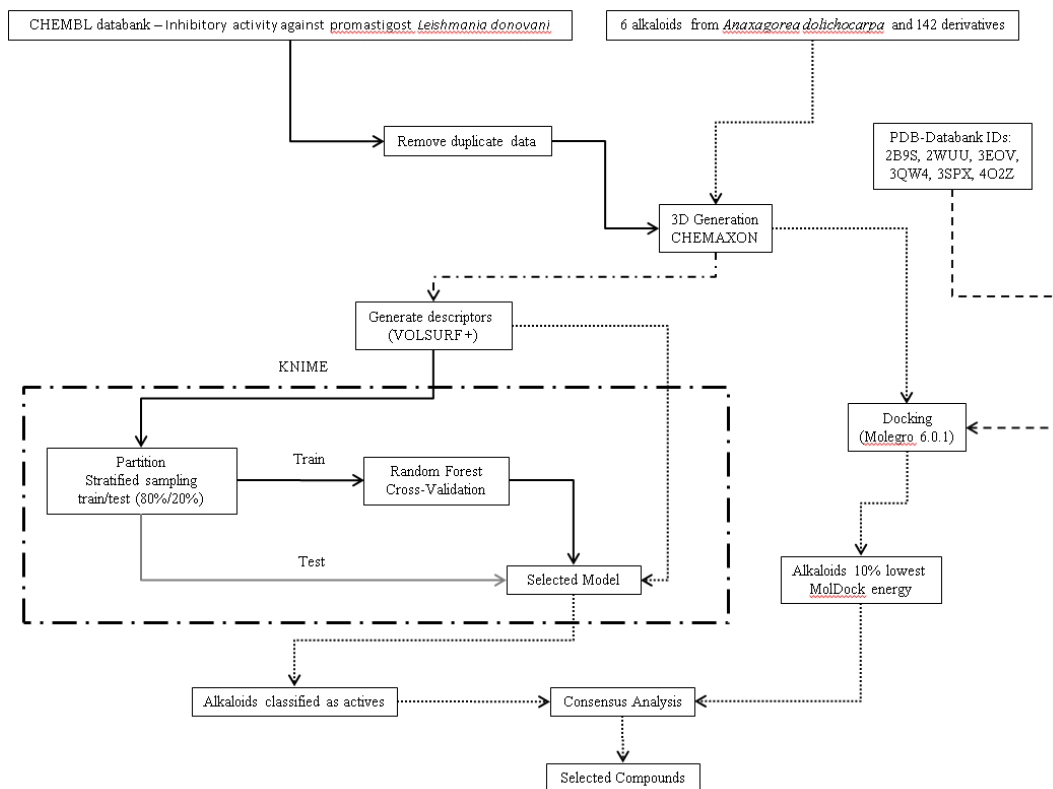 CHEMBL databank – Inhibitory activity against promastigost Leishmania donovani
6 alkaloids from Anaxagorea dolichocarpa and 142 derivatives
Remove duplicate data
PDB-Databank IDs:
2B9S, 2WUU, 3EOV,
3QW4, 3SPX, 4O2Z
3D Generation
CHEMAXON
Generate descriptors
(VOLSURF+)
KNIME
Docking
(Molegro 6.0.1)
Partition
Stratified sampling
train/test (80%/20%)
Train
Random Forest
Cross-Validation
Test
Selected Model
Alkaloids 10% lowest
MolDock energy
Alkaloids classified as actives
Consensus Analysis
Selected Compounds